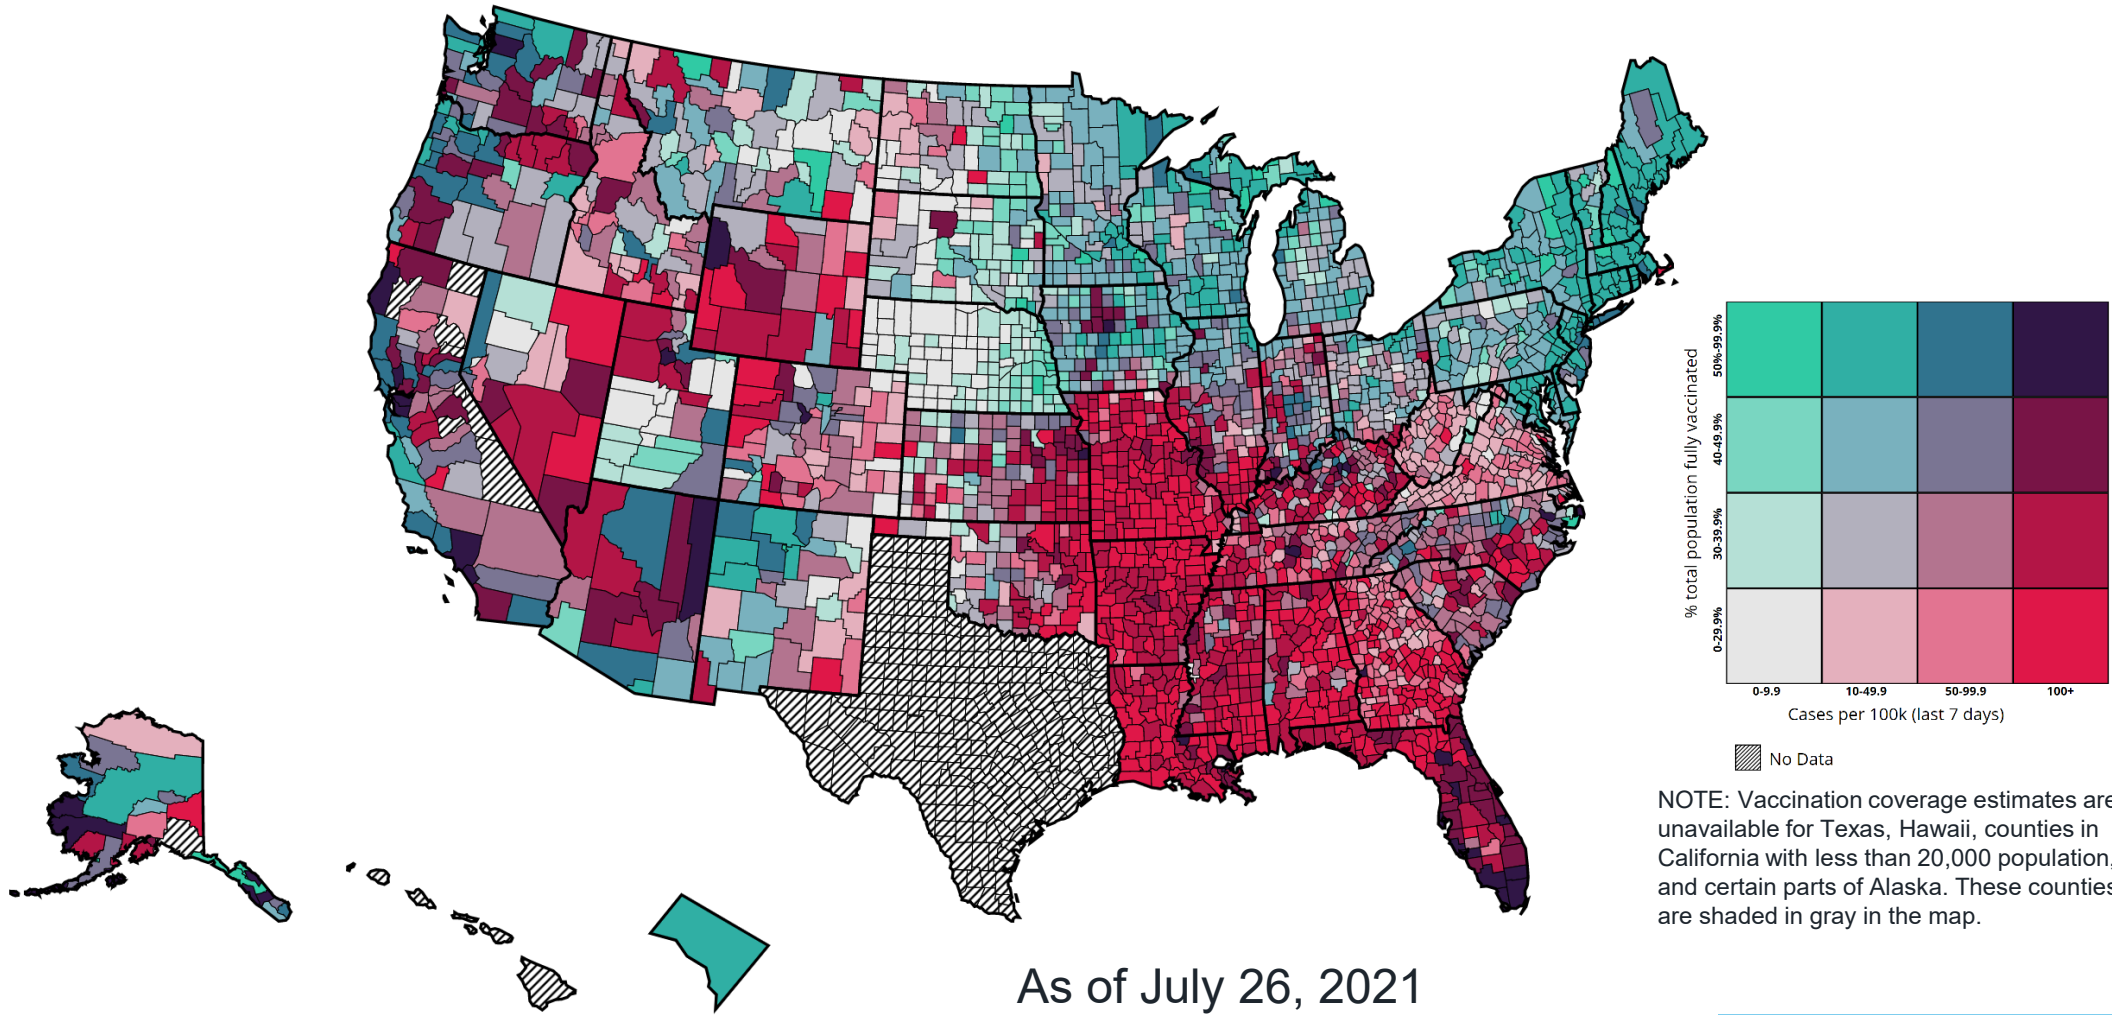 % total population fully vaccinated
50%-99.9%
40-49.9%
30-39.9%
0-29.9%
0-9.9 10-49.9 50-99.9 100+
Cases per 100k (last 7 days)
No Data
NOTE: Vaccination coverage estimates are
unavailable for Texas, Hawaii, counties in
California with less than 20,000 population,
and certain parts of Alaska. These counties
are shaded in gray in the map.
As of July 26, 2021